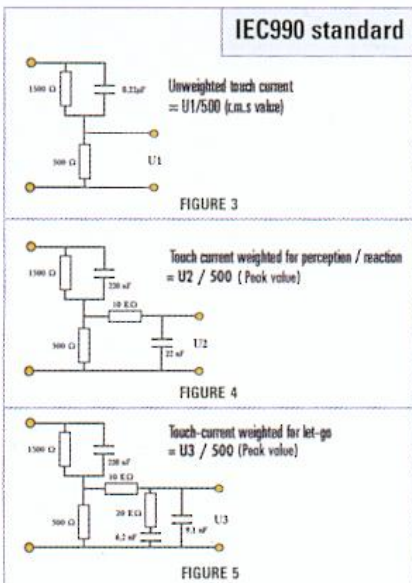 IEC990 standard
1500 Ω
0.22µF
Unweighted touch current
= U1/500 (r.m.s value)
500 Ω
U1
FIGURE 3
1500 Ω
220 nF
Touch current weighted for perception / reaction
= U2 / 500 ( Peak value)
10 KΩ
500 Ω
22 nF
U2
FIGURE 4
1500 Ω
220 nF
Touch-current weighted for let-go
= U3 / 500 (Peak value)
10 KΩ
500 Ω
20 KΩ
6.2 nF
9.1 nF
U3
FIGURE 5